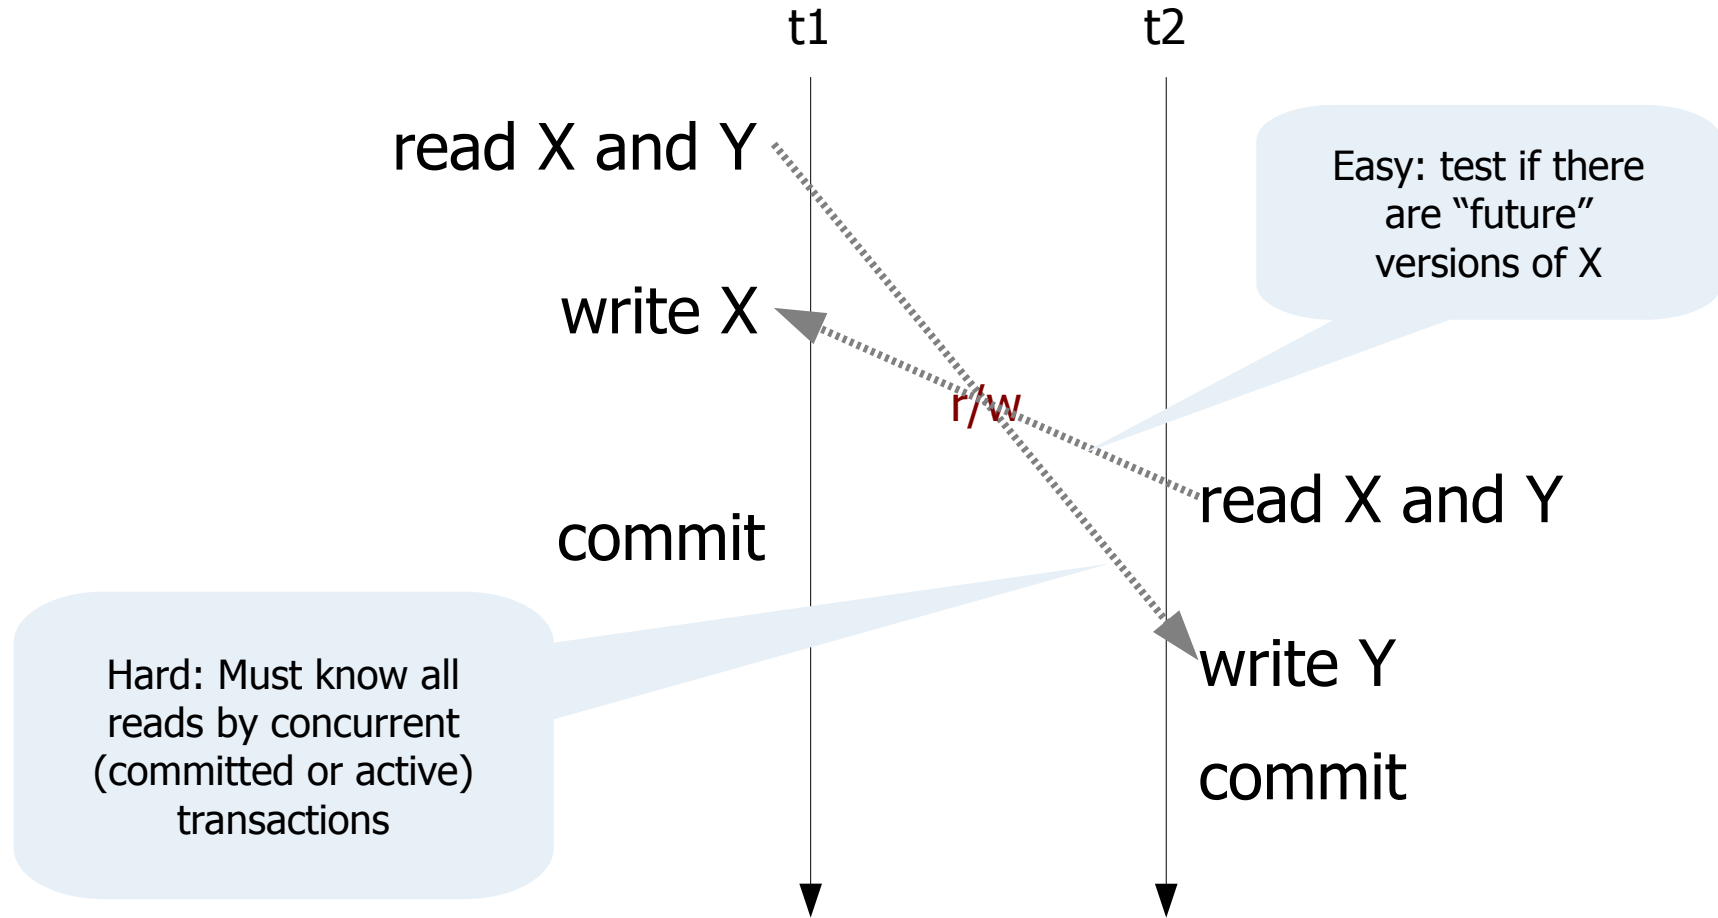 t1
t2
read X and Y
Easy: test if there
are “future”
versions of X
write X
r/w
read X and Y
commit
Hard: Must know all
reads by concurrent
(committed or active)
transactions
write Y
commit